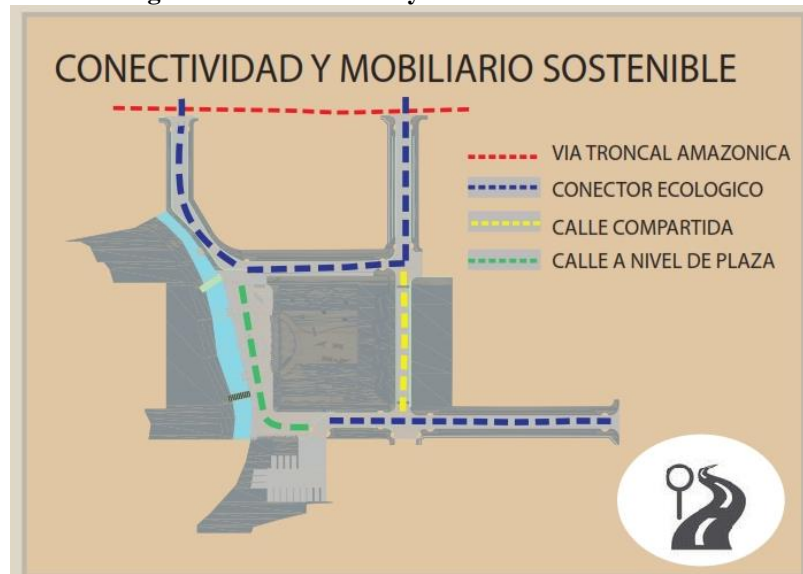 CONECTIVIDAD Y MOBILIARIO SOSTENIBLE
VIA TRONCAL AMAZONICA
CONECTOR ECOLOGICO
CALLE COMPARTIDA
CALLE A NIVEL DE PLAZA